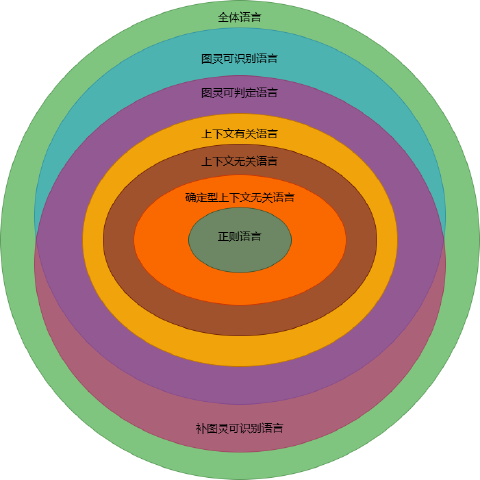 全体语言
图灵可识别语言
图灵可判定语言
上下文有关语言
上下文无关语言
确定型上下文无关语言
正则语言
补图灵可识别语言